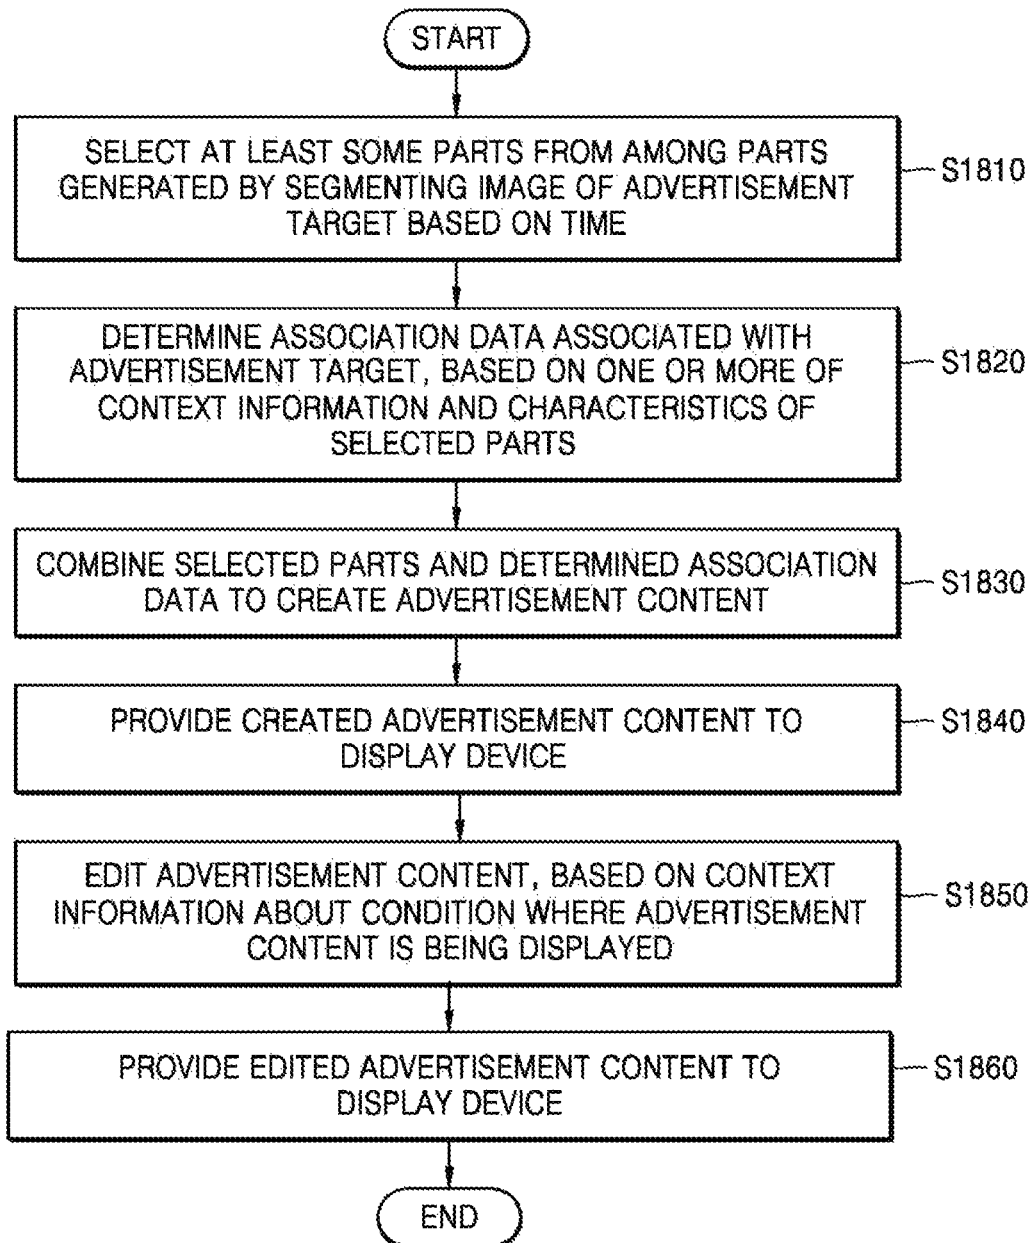 START
SELECT AT LEAST SOME PARTS FROM AMONG PARTS
GENERATED BY SEGMENTING IMAGE OF ADVERTISEMENT
TARGET BASED ON TIME
S1810
DETERMINE ASSOCIATION DATA ASSOCIATED WITH
ADVERTISEMENT TARGET, BASED ON ONE OR MORE OF
CONTEXT INFORMATION AND CHARACTERISTICS OF
SELECTED PARTS
S1820
COMBINE SELECTED PARTS AND DETERMINED ASSOCIATION
DATA TO CREATE ADVERTISEMENT CONTENT
S1830
PROVIDE CREATED ADVERTISEMENT CONTENT TO
DISPLAY DEVICE
S1840
EDIT ADVERTISEMENT CONTENT, BASED ON CONTEXT
INFORMATION ABOUT CONDITION WHERE ADVERTISEMENT
CONTENT IS BEING DISPLAYED
S1850
PROVIDE EDITED ADVERTISEMENT CONTENT TO
DISPLAY DEVICE
S1860
END